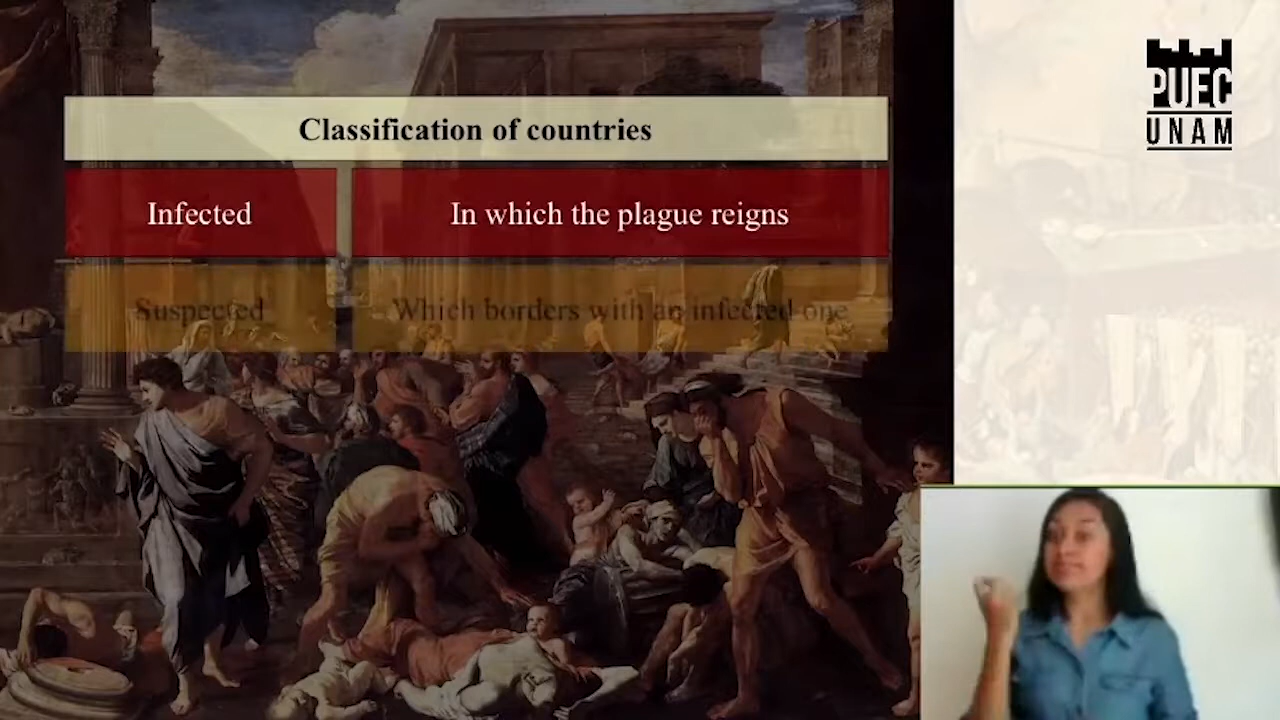 Classification of countries
Infected
In which the plague reigns
Suspected
Which borders with an infected one
PUEC
UNAM